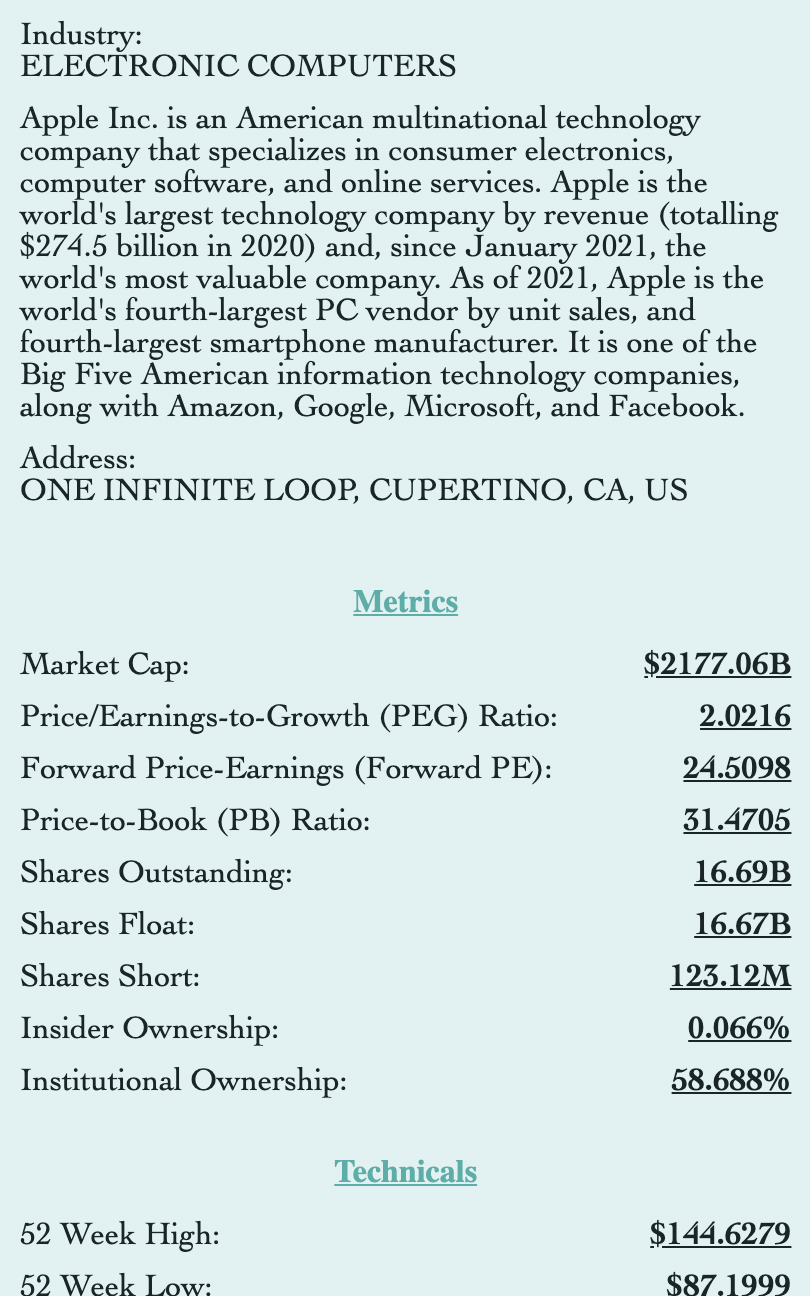 Industry:
ELECTRONIC COMPUTERS
Apple Inc. is an American multinational technology
company that specializes in consumer electronics,
computer software, and online services. Apple is the
world's largest technology company by revenue (totalling
$274.5 billion in 2020) and, since January 2021, the
world's most valuable company. As of 2021, Apple is the
world's fourth-largest PC vendor by unit sales, and
fourth-largest smartphone manufacturer. It is one of the
Big Five American information technology companies,
along with Amazon, Google, Microsoft, and Facebook.
Address:
ONE INFINITE LOOP, CUPERTINO, CA, US
Metrics
Market Cap: $2177.06B
Price/Earnings-to-Growth (PEG) Ratio: 2.0216
Forward Price-Earnings (Forward PE): 24.5098
Price-to-Book (PB) Ratio: 31.4705
Shares Outstanding: 16.69B
Shares Float: 16.67B
Shares Short: 123.12M
Insider Ownership: 0.066%
Institutional Ownership: 58.688%
Technicals
52 Week High: $144.6279
52 Week Low: $87.1999